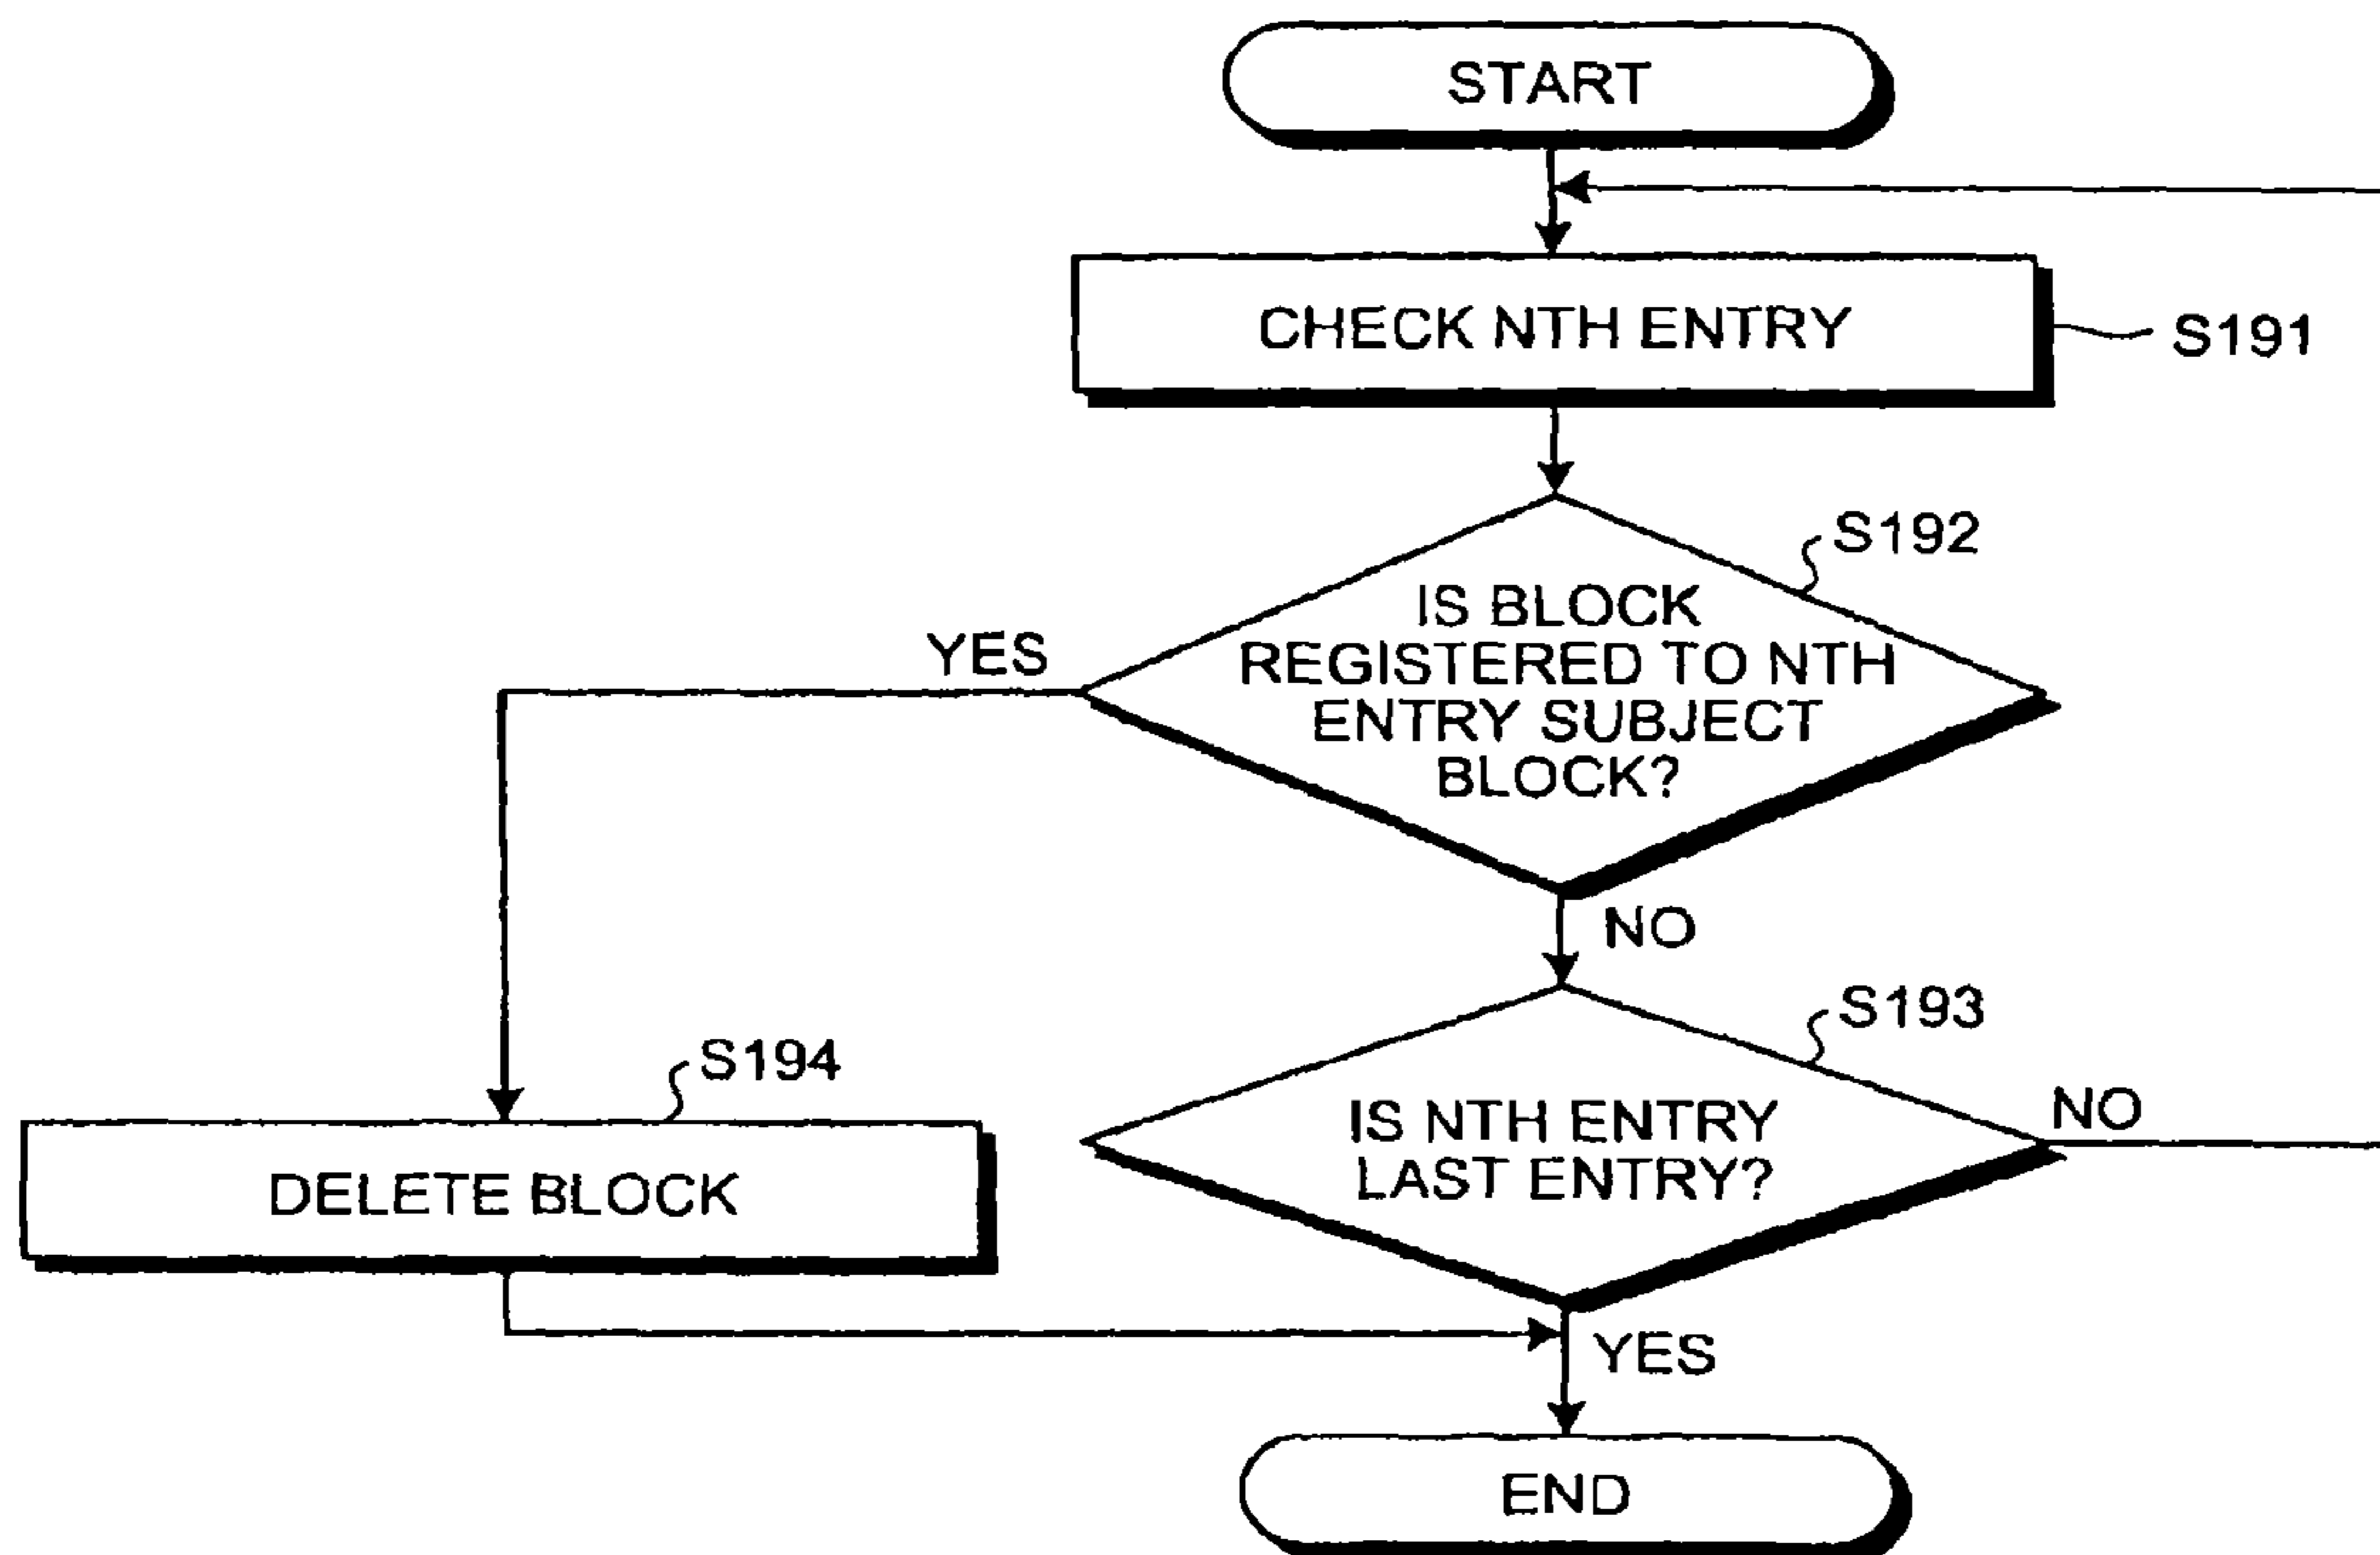 START
CHECK NTH ENTRY
S191
S192
IS BLOCK
REGISTERED TO NTH
ENTRY SUBJECT
BLOCK?
YES
NO
S193
IS NTH ENTRY
LAST ENTRY?
NO
S194
DELETE BLOCK
YES
END